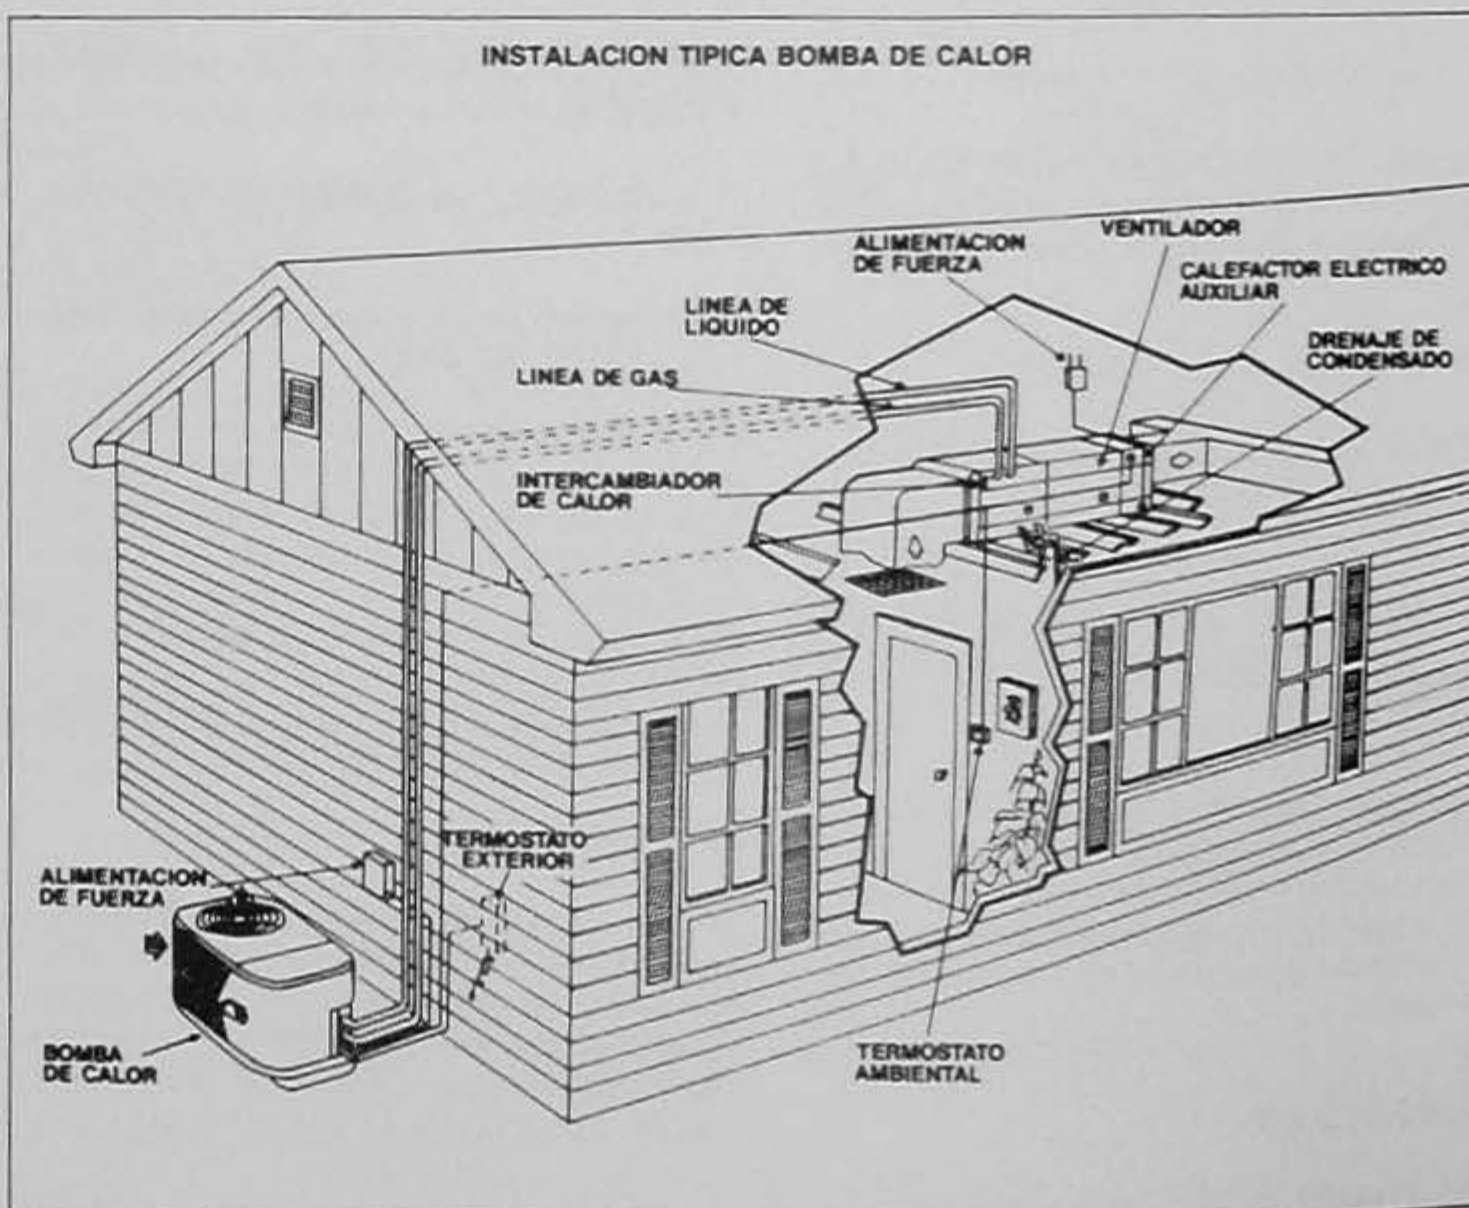 INSTALACION TIPICA BOMBA DE CALOR
VENTILADOR
ALIMENTACION
DE FUERZA
CALEFACTOR ELECTRICO
AUXILIAR
LINEA DE
LIQUIDO
DRENAJE DE
CONDENSADO
LINEA DE GAS
INTERCAMBIADOR
DE CALOR
TERMOSTATO
EXTERIOR
ALIMENTACION
DE FUERZA
BOMBA
DE CALOR
TERMOSTATO
AMBIENTAL